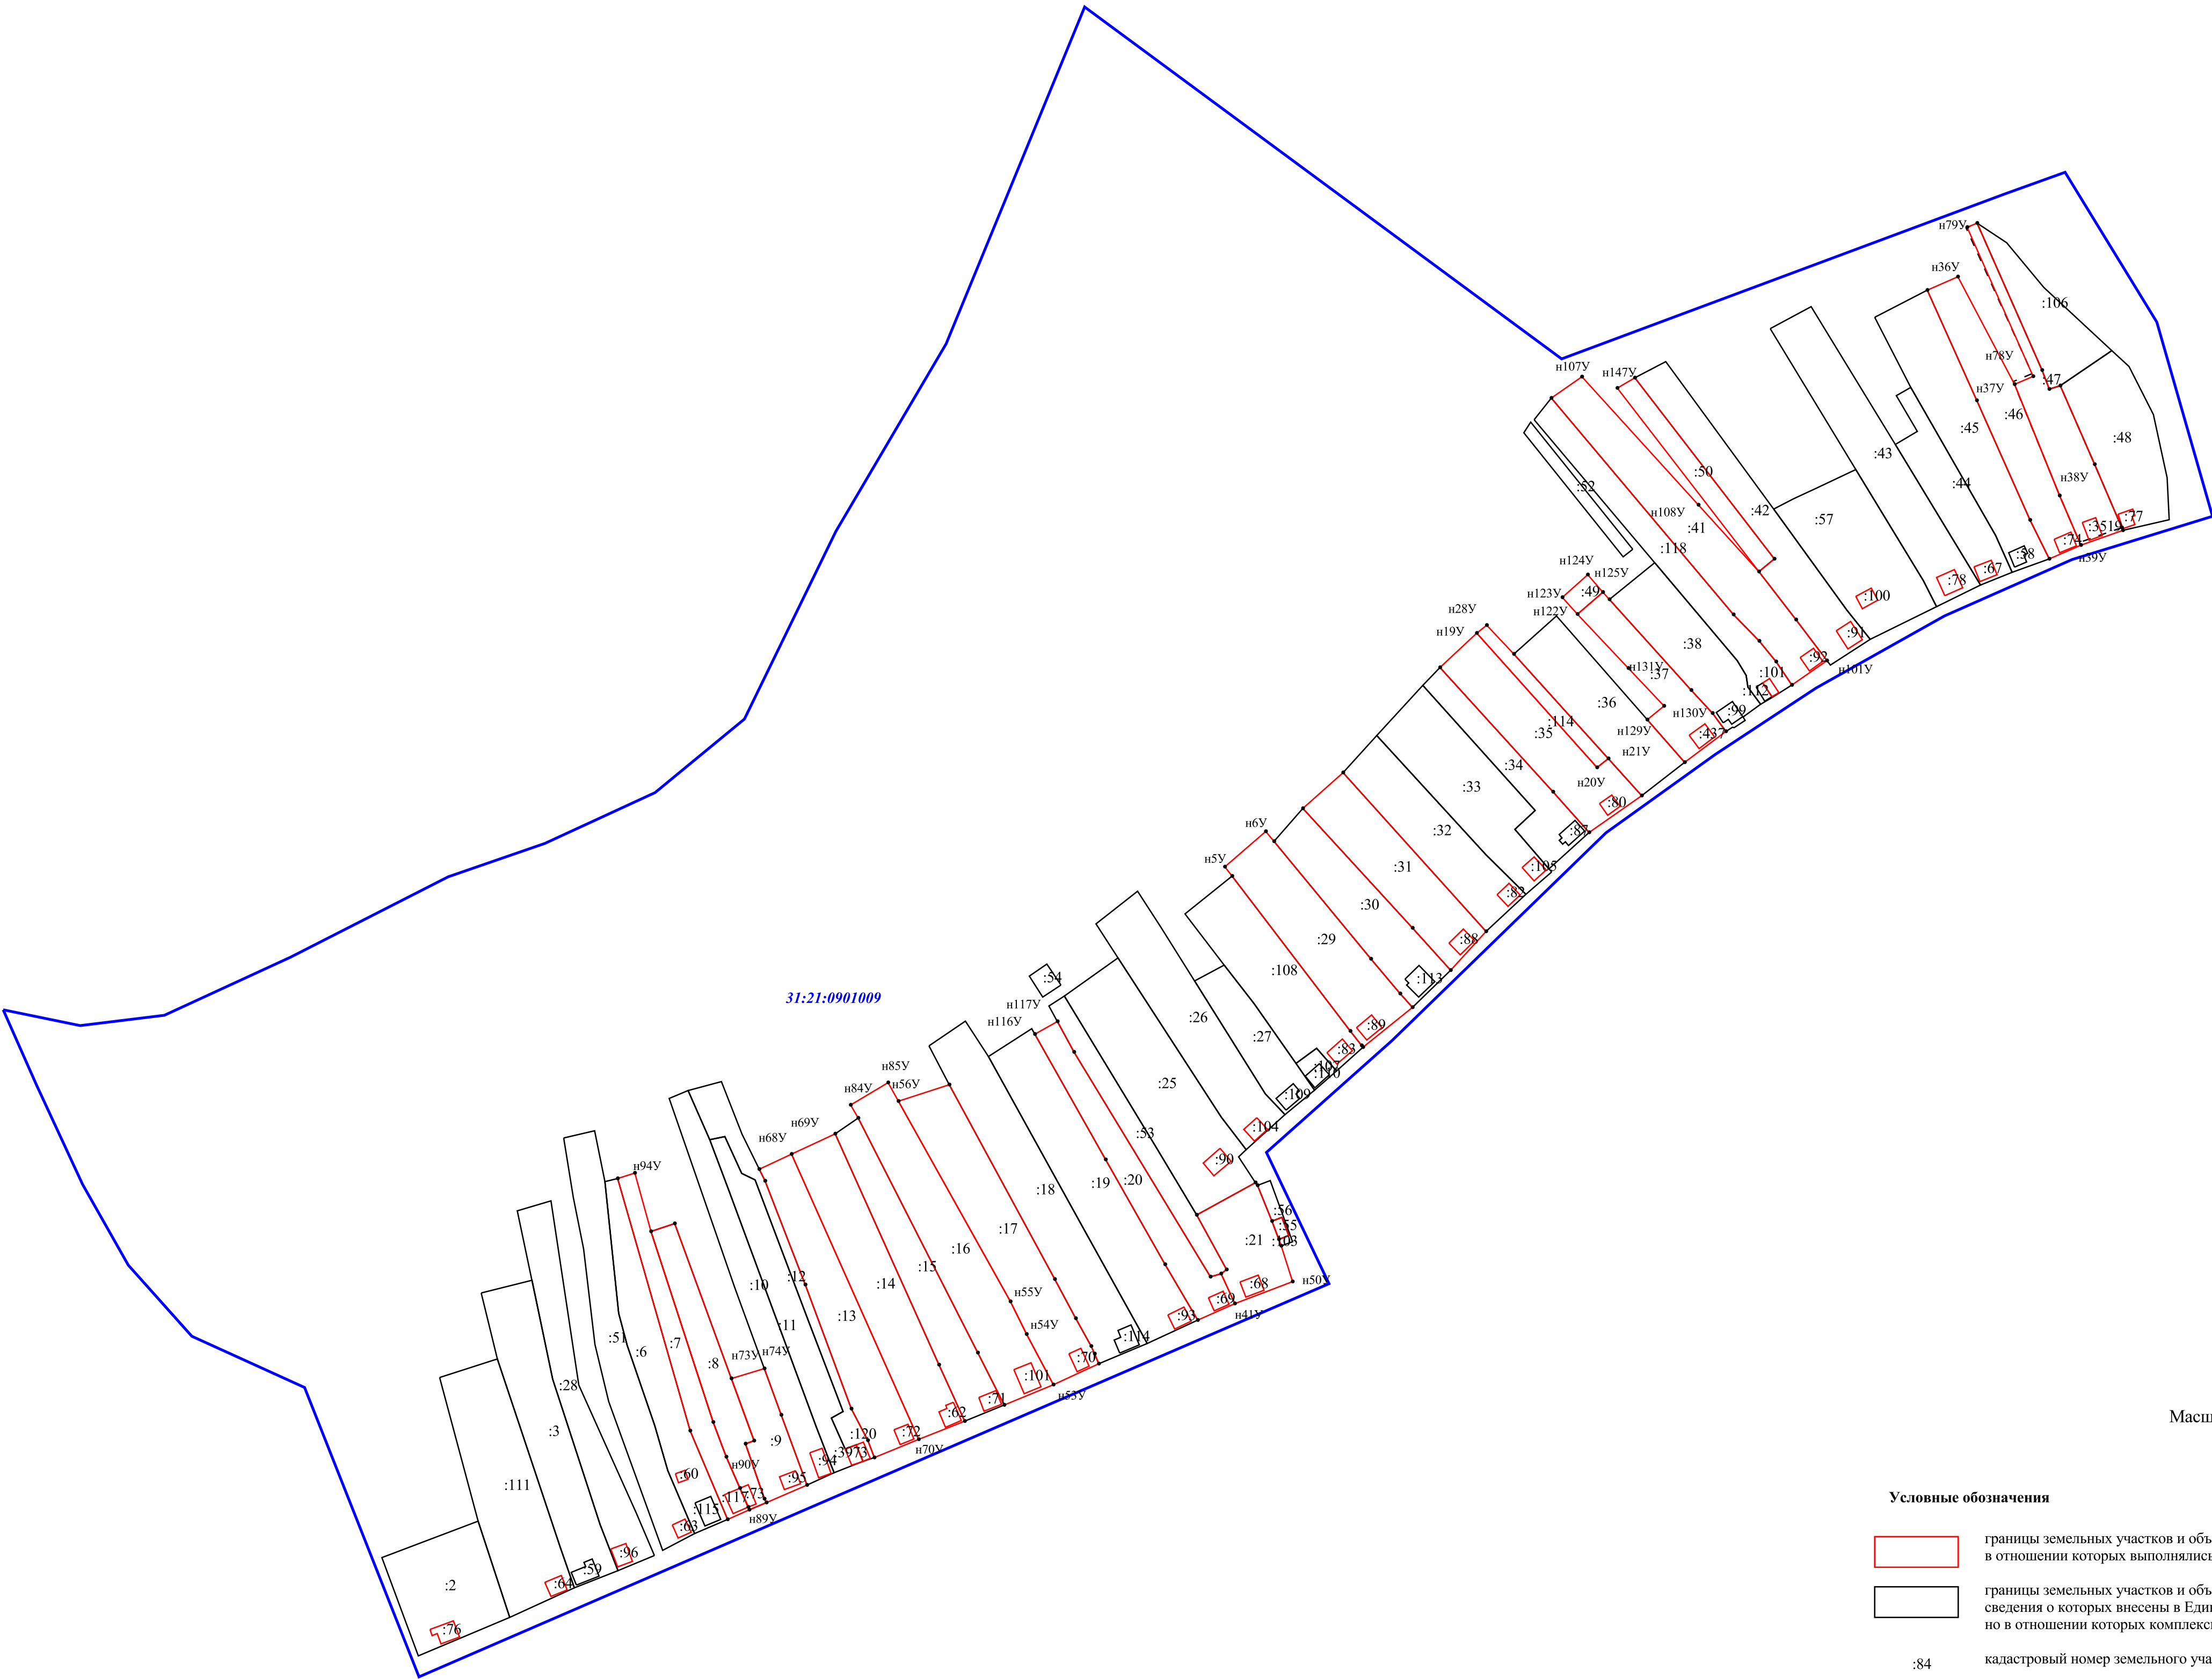 н79У
н36У
:106
н78У
н37У
:47
:46
:45
:48
н107У
н147У
:43
:50
:44
:52
н38У
н108У
:42
:41
:57
:77
:3519
:74
:118
:58
н39У
н124У
:67
н125У
:78
:49
н123У
:100
н122У
н28У
н19У
:91
:38
:92
н131У
:37
:101
н101У
:112
:36
н130У
:99
:114
н129У
:437
:35
н21У
:34
н20У
:33
:80
н6У
:32
:87
н5У
:31
:105
:82
:30
:29
:88
:108
:54
:113
31:21:0901009
н117У
:26
н116У
:89
:27
:83
:107
:110
н85У
:25
н84У
н56У
:109
н69У
:104
:53
н68У
:90
н94У
:20
:19
:18
:56
:17
:55
:21
:103
:16
:15
:12
:14
:10
:68
н50У
н55У
:69
:13
н41У
:93
:11
н54У
:114
:51
:7
:6
:70
н73У
н74У
:8
:101
:28
н53У
:71
:62
Масш
:3
:72
:120
:9
н70У
:3973
:94
н90У
:60
:95
:111
:73
:117
Условные обозначения
:115
н89У
:63
границы земельных участков и объ
в отношении которых выполнялись
:96
:59
:64
:2
границы земельных участков и объ
сведения о которых внесены в Един
но в отношении которых комплекс
:76
:84
кадастровый номер земельного уча